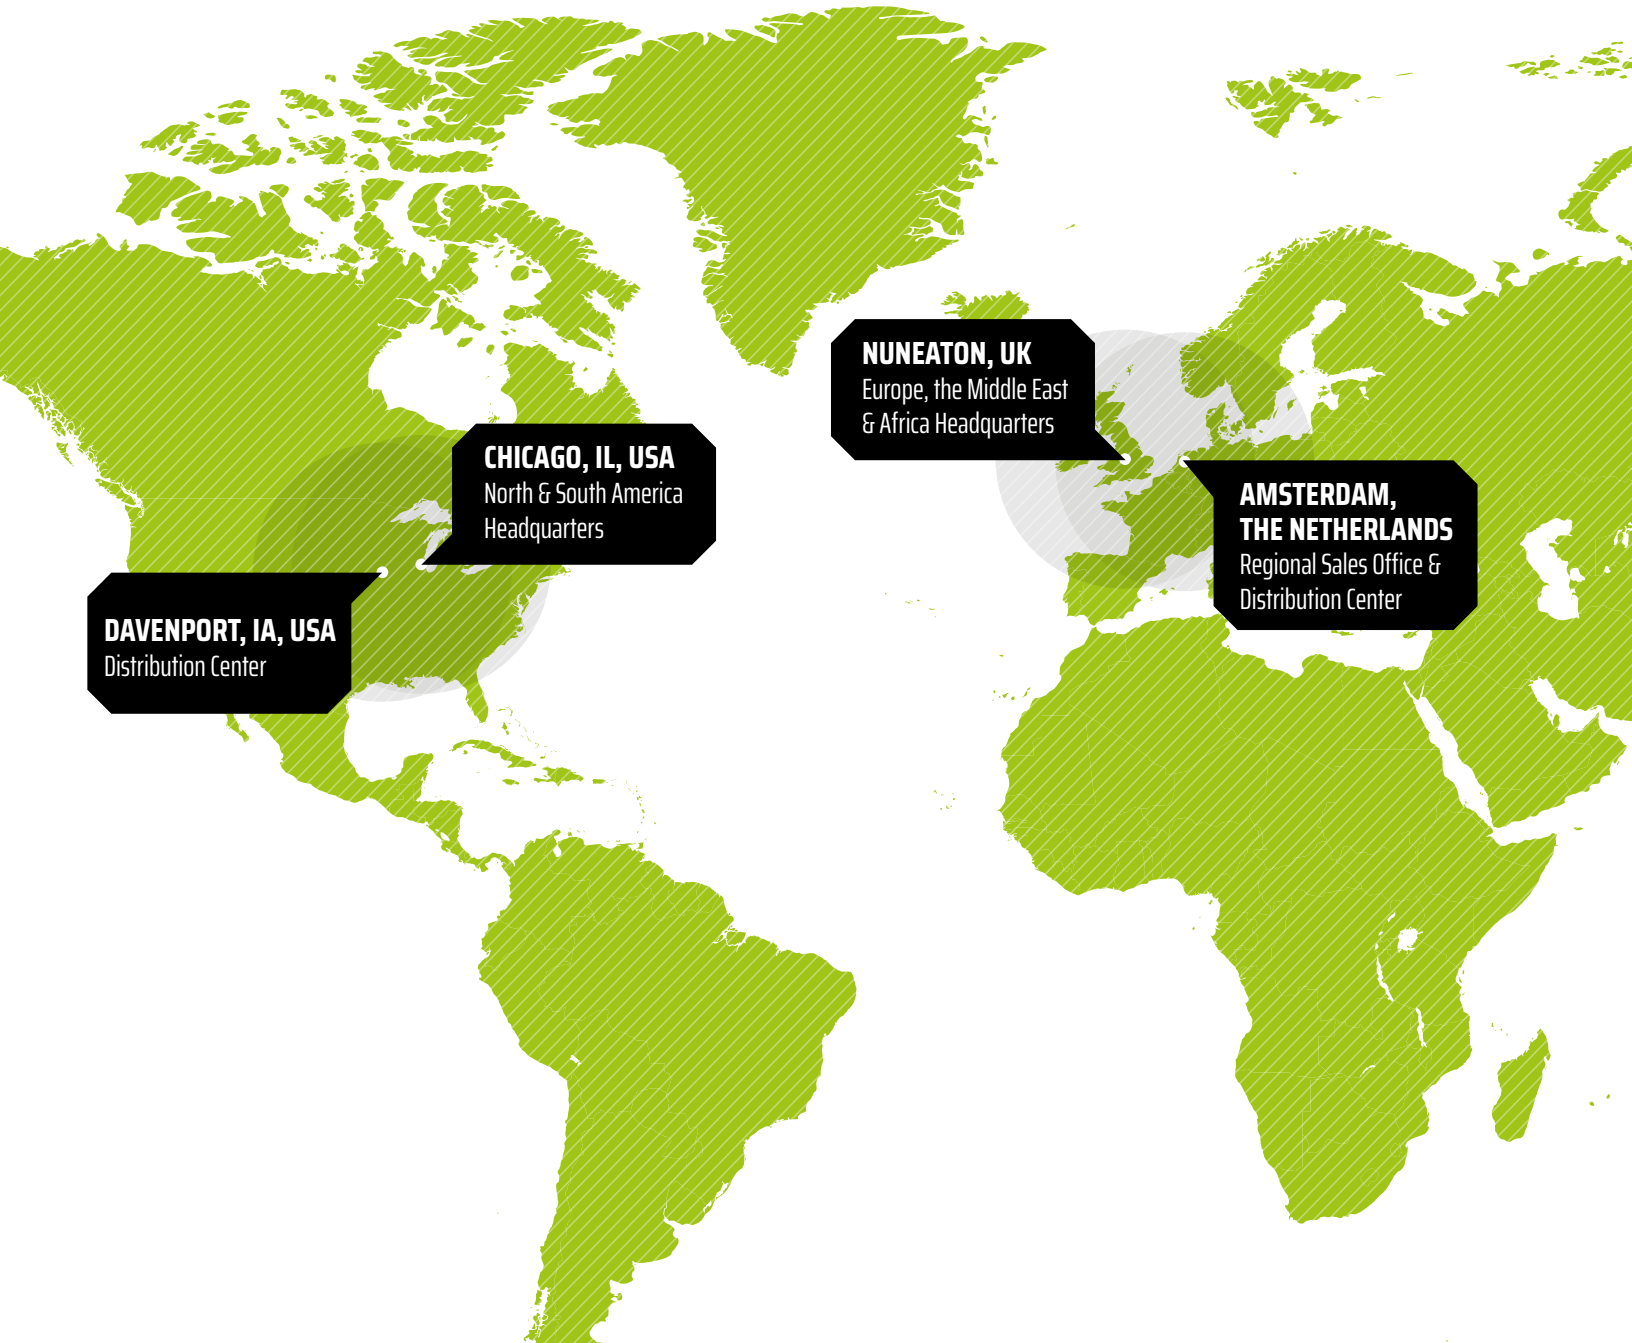 NUNEATON, UK
Europe, the Middle East
& Africa Headquarters
CHICAGO, IL, USA
North & South America
Headquarters
AMSTERDAM,
THE NETHERLANDS
Regional Sales Office &
Distribution Center
DAVENPORT, IA, USA
Distribution Center